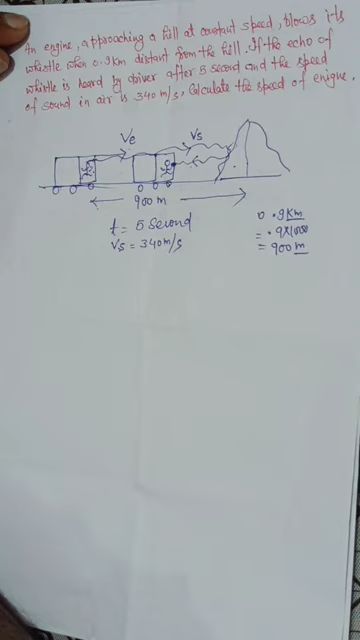 An engine, approaching a hill at constant speed, blows its
whistle when 0.9km distant from the hill. If the echo of
whistle is heard by driver after 5 second and the speed
of sound in air is 340 m/s, Calculate the speed of enigne.
Ve
Vs
900 m
t = 5 Second
Vs = 340 m/s
0.9 Km
= .9x1000
= 900 m